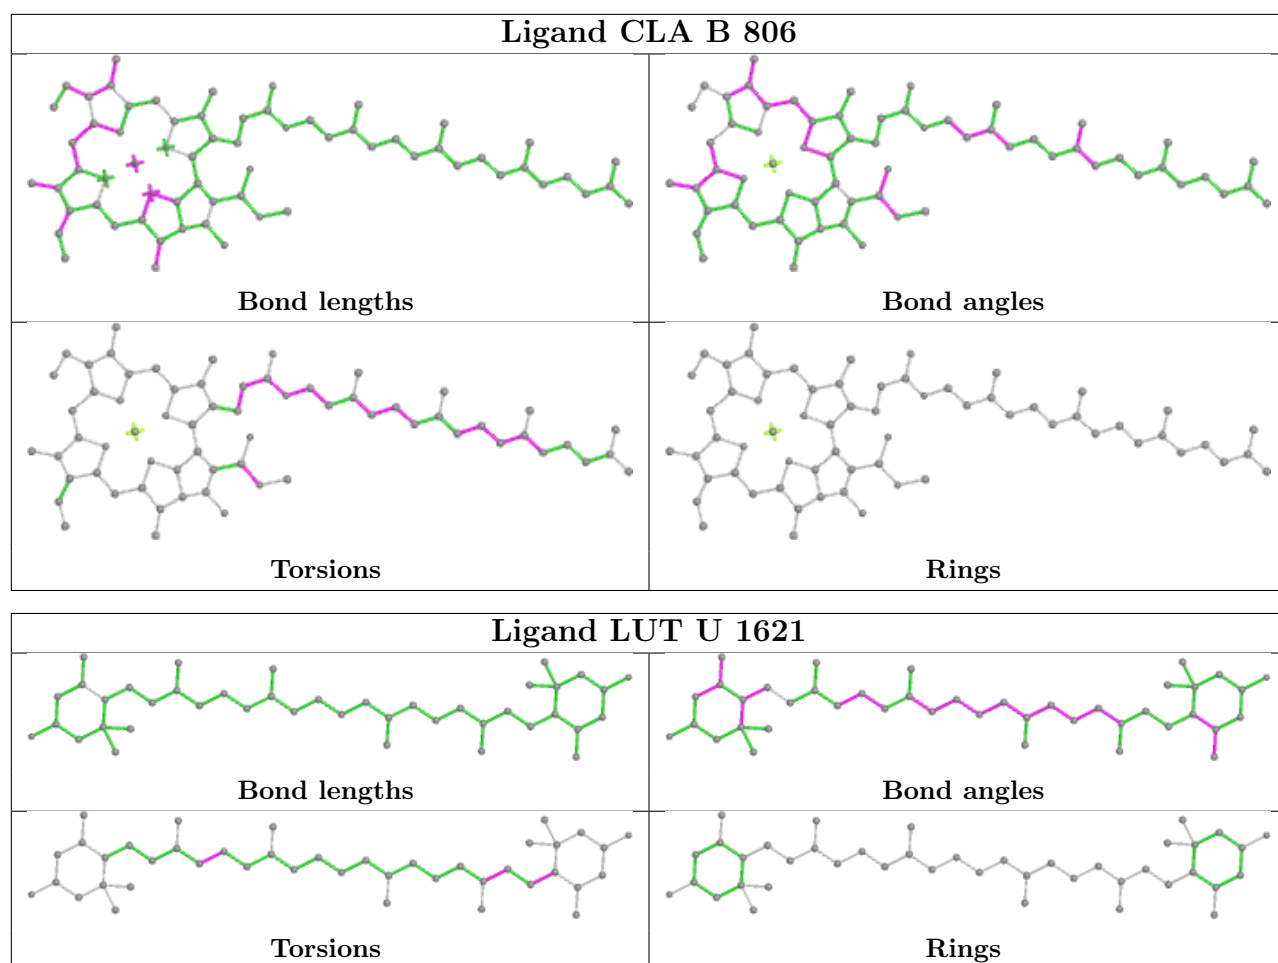 Ligand CLA B 806
Bond lengths
Bond angles
Torsions
Rings
Ligand LUT U 1621
Bond lengths
Bond angles
Torsions
Rings